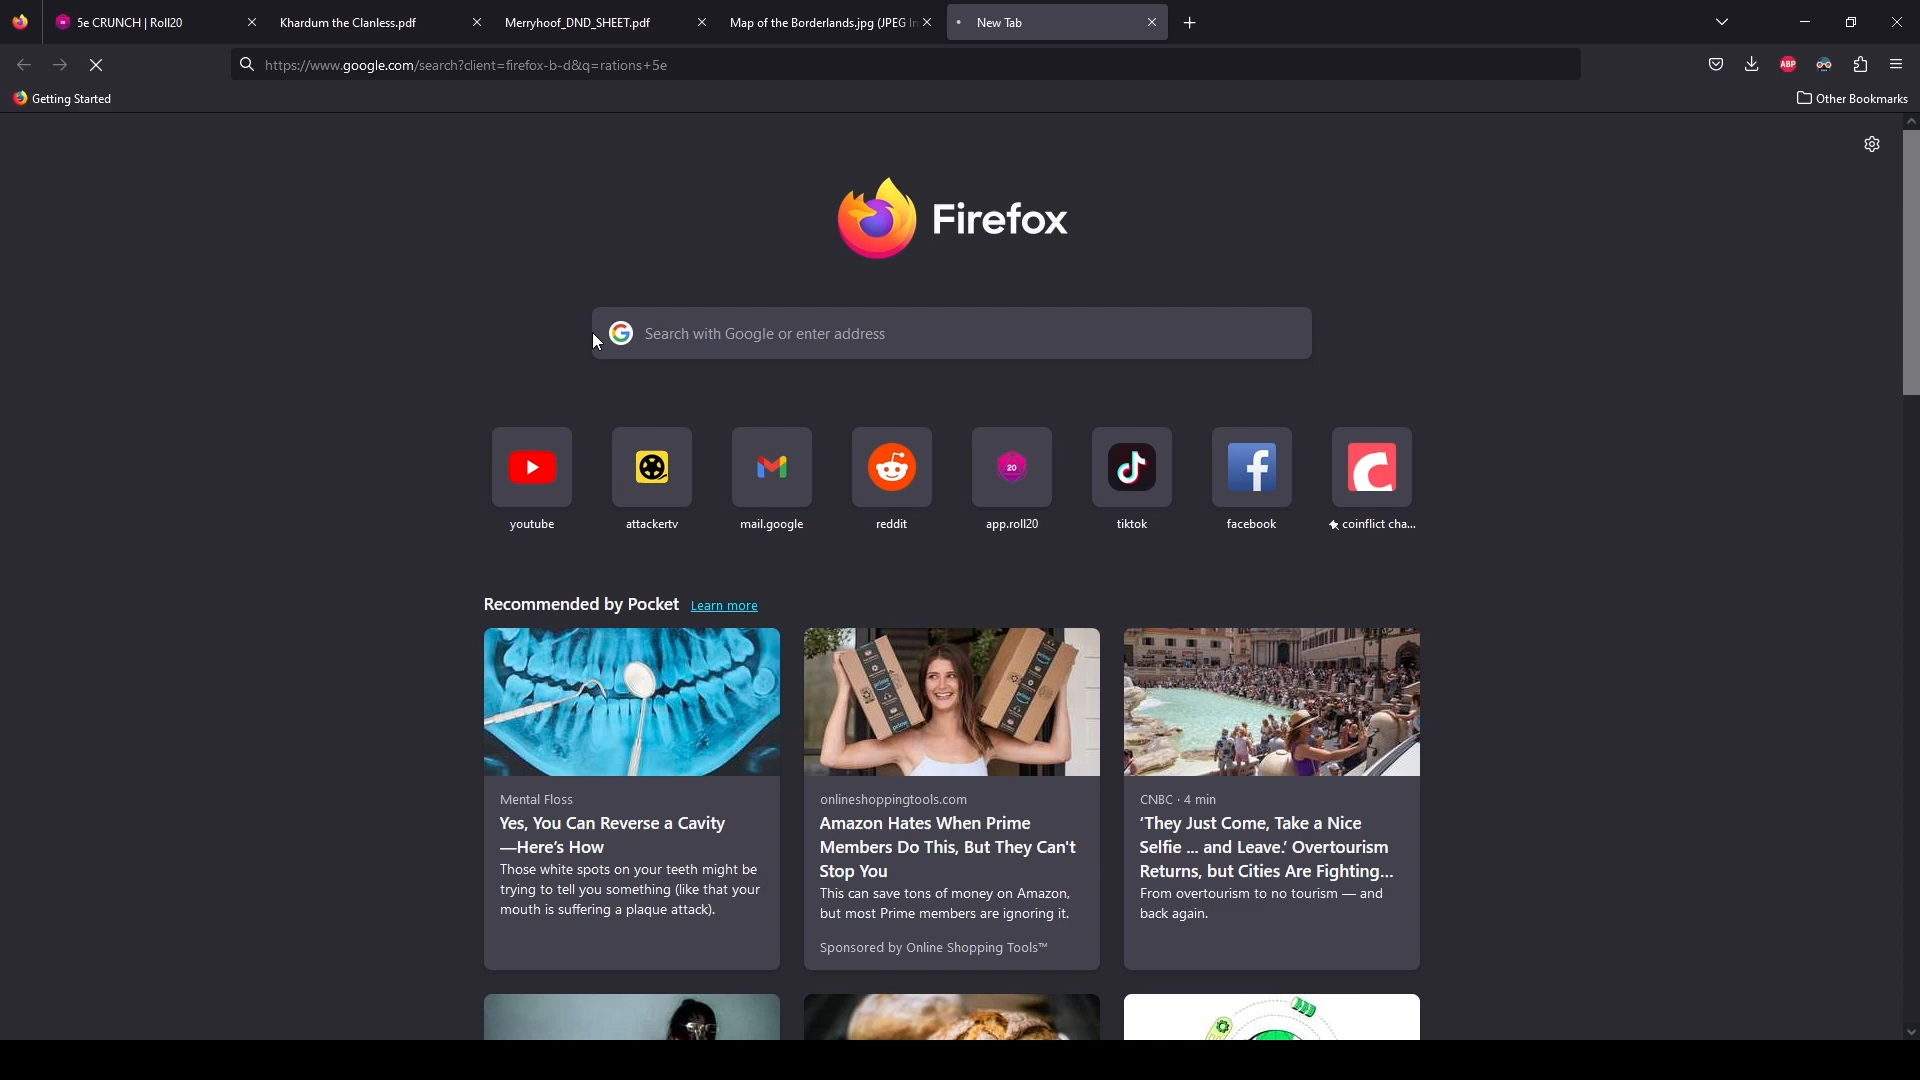 5e CRUNCH | Roll20
Khardum the Clanless.pdf
Merryhoof_DND_SHEET.pdf
Map of the Borderlands.jpg (JPEG
New Tab
https://www.google.com/search?client=firefox-b-d&q=rations+5e
ABP
Getting Started
Other Bookmarks
Firefox
Search with Google or enter address
20
youtube
attackertv
mail.google
reddit
app.roll20
tiktok
facebook
coinflict cha...
Recommended by Pocket Learn more
Mental Floss
Yes, You Can Reverse a Cavity
—Here’s How
Those white spots on your teeth might be
trying to tell you something (like that your
mouth is suffering a plaque attack).
onlineshoppingtools.com
Amazon Hates When Prime
Members Do This, But They Can't
Stop You
This can save tons of money on Amazon,
but most Prime members are ignoring it.
Sponsored by Online Shopping Tools™
CNBC · 4 min
‘They Just Come, Take a Nice
Selfie ... and Leave.’ Overtourism
Returns, but Cities Are Fighting...
From overtourism to no tourism — and
back again.